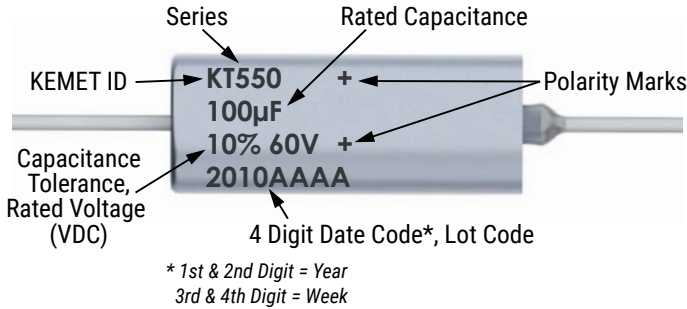 Series
Rated Capacitance
KEMET ID
KT550 +
Polarity Marks
100µF
10% 60V +
Capacitance
Tolerance,
Rated Voltage
(VDC)
2010AAAA
4 Digit Date Code*, Lot Code
* 1st & 2nd Digit = Year
3rd & 4th Digit = Week